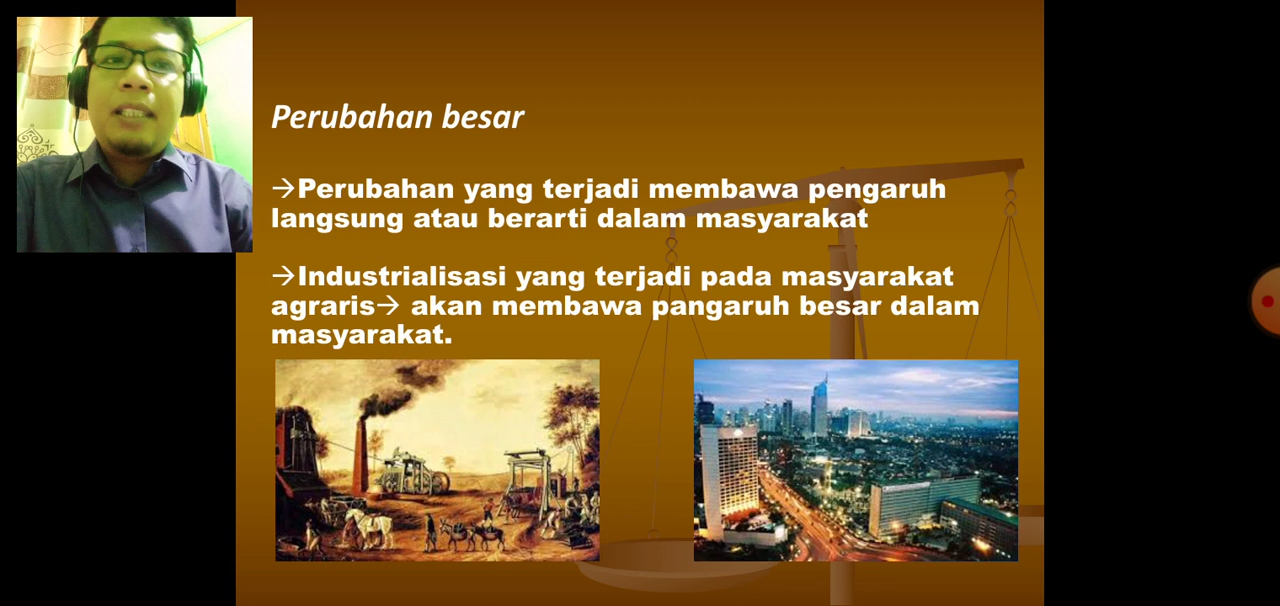 Perubahan besar
→Perubahan yang terjadi membawa pengaruh
langsung atau berarti dalam masyarakat
→Industrialisasi yang terjadi pada masyarakat
agraris→ akan membawa pangaruh besar dalam
masyarakat.